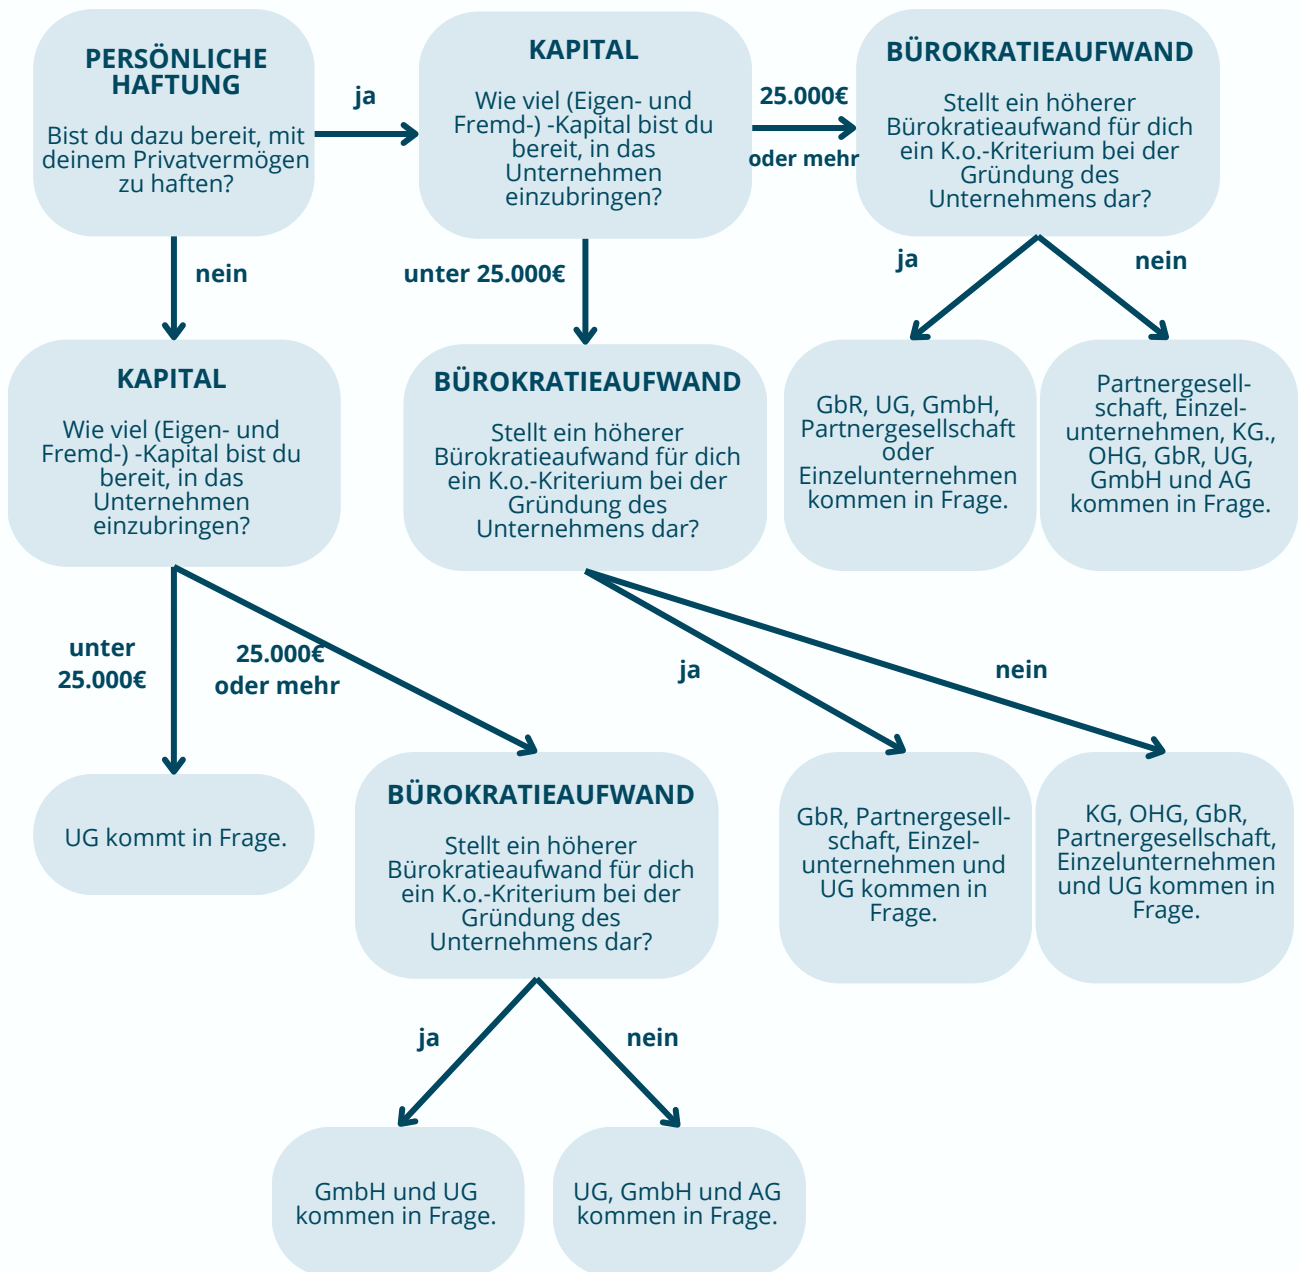 PERSÖNLICHE
HAFTUNG
Bist du dazu bereit, mit
deinem Privatvermögen
zu haften?
ja
KAPITAL
Wie viel (Eigen- und
Fremd-) -Kapital bist du
bereit, in das
Unternehmen
einzubringen?
25.000€
oder mehr
BÜROKRATIEAUFWAND
Stellt ein höherer
Bürokratieaufwand für dich
ein K.o.-Kriterium bei der
Gründung des
Unternehmens dar?
nein
unter 25.000€
ja
nein
KAPITAL
Wie viel (Eigen- und
Fremd-) -Kapital bist du
bereit, in das
Unternehmen
einzubringen?
BÜROKRATIEAUFWAND
Stellt ein höherer
Bürokratieaufwand für dich
ein K.o.-Kriterium bei der
Gründung des
Unternehmens dar?
GbR, UG, GmbH,
Partnergesellschaft
oder
Einzelunternehmen
kommen in Frage.
Partnergesell-
schaft, Einzel-
unternehmen, KG.,
OHG, GbR, UG,
GmbH und AG
kommen in Frage.
unter
25.000€
25.000€
oder mehr
ja
nein
UG kommt in Frage.
BÜROKRATIEAUFWAND
Stellt ein höherer
Bürokratieaufwand für dich
ein K.o.-Kriterium bei der
Gründung des
Unternehmens dar?
GbR, Partnergesell-
schaft, Einzel-
unternehmen und
UG kommen in
Frage.
KG, OHG, GbR,
Partnergesellschaft,
Einzelunternehmen
und UG kommen in
Frage.
ja
nein
GmbH und UG
kommen in Frage.
UG, GmbH und AG
kommen in Frage.